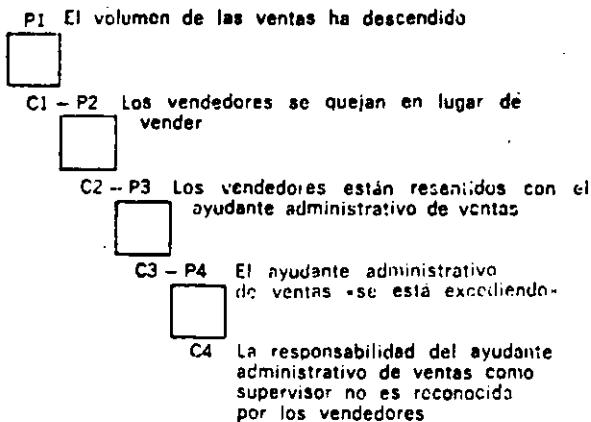 P1 El volumen de las ventas ha descendido
C1 – P2 Los vendedores se quejan en lugar de
vender
C2 – P3 Los vendedores están resentidos con el
ayudante administrativo de ventas
C3 – P4 El ayudante administrativo
de ventas «se está excediendo»
C4 La responsabilidad del ayudante
administrativo de ventas como
supervisor no es reconocida
por los vendedores